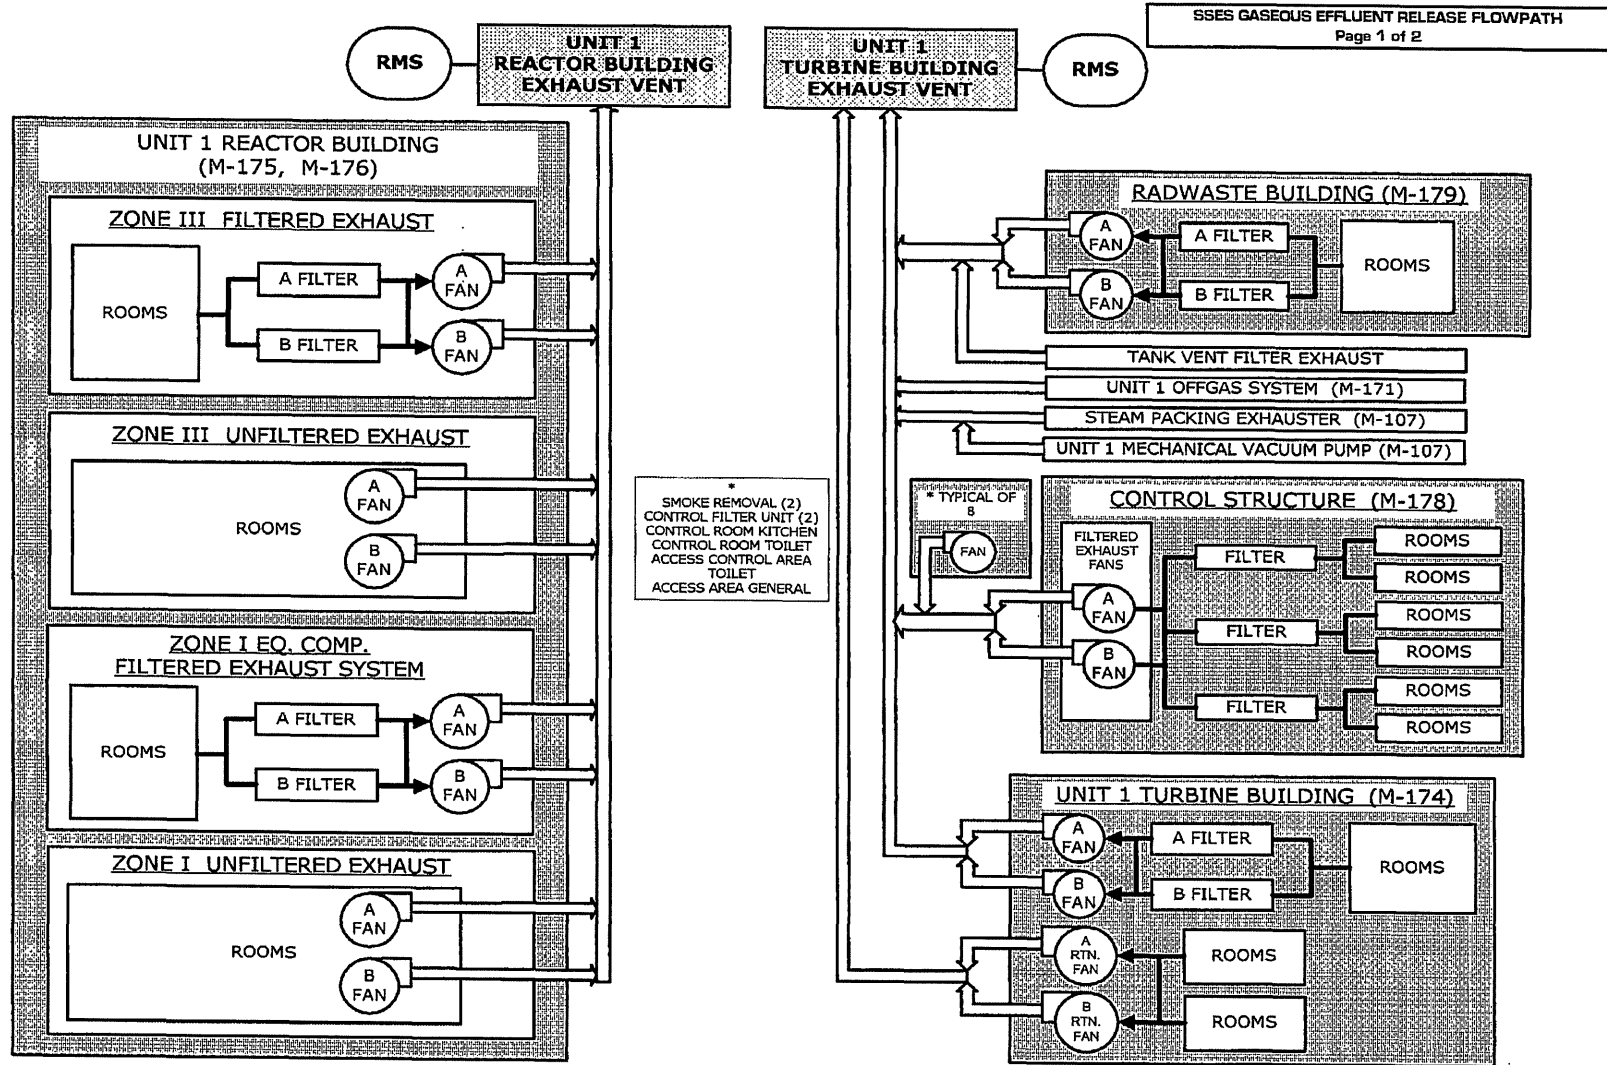 SSES GASEOUS EFFLUENT RELEASE FLOWPATH
Page 1 of 2
RMS
UNIT 1
REACTOR BUILDING
EXHAUST VENT
UNIT 1
TURBINE BUILDING
EXHAUST VENT
RMS
UNIT 1 REACTOR BUILDING
(M-175, M-176)
ZONE III FILTERED EXHAUST
ROOMS
A FILTER
B FILTER
A
FAN
B
FAN
ZONE III UNFILTERED EXHAUST
ROOMS
A
FAN
B
FAN
ZONE I EQ. COMP.
FILTERED EXHAUST SYSTEM
ROOMS
A FILTER
B FILTER
A
FAN
B
FAN
ZONE I UNFILTERED EXHAUST
ROOMS
A
FAN
B
FAN
*
SMOKE REMOVAL (2)
CONTROL FILTER UNIT (2)
CONTROL ROOM KITCHEN
CONTROL ROOM TOILET
ACCESS CONTROL AREA
TOILET
ACCESS AREA GENERAL
RADWASTE BUILDING (M-179)
A
FAN
B
FAN
A FILTER
B FILTER
ROOMS
TANK VENT FILTER EXHAUST
UNIT 1 OFFGAS SYSTEM (M-171)
STEAM PACKING EXHAUSTER (M-107)
UNIT 1 MECHANICAL VACUUM PUMP (M-107)
* TYPICAL OF
8
FAN
CONTROL STRUCTURE (M-178)
FILTERED
EXHAUST
FANS
A
FAN
B
FAN
FILTER
FILTER
FILTER
ROOMS
ROOMS
ROOMS
ROOMS
ROOMS
ROOMS
UNIT 1 TURBINE BUILDING (M-174)
A
FAN
B
FAN
A FILTER
B FILTER
ROOMS
A
RTN.
FAN
B
RTN.
FAN
ROOMS
ROOMS